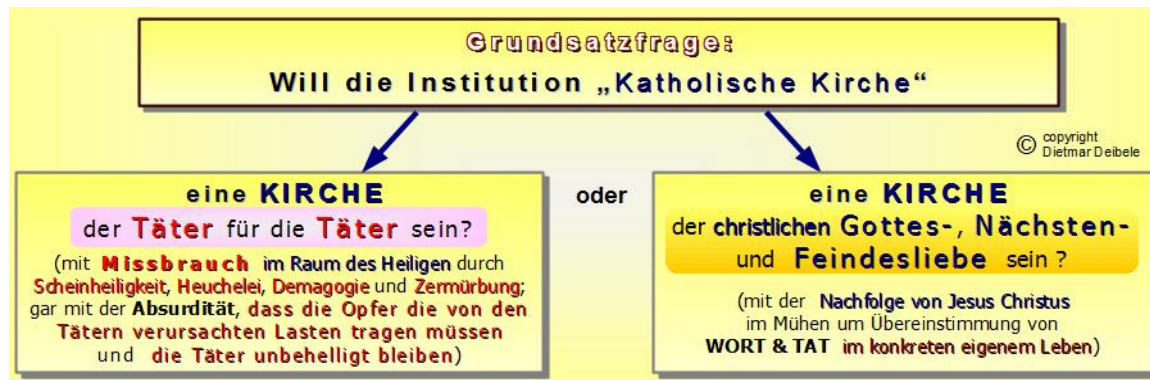 Grundsatzfrage:
Will die Institution „Katholische Kirche“
© copyright
Dietmar Deibele
eine KIRCHE
der Täter für die Täter sein?
(mit Missbrauch im Raum des Heiligen durch
Scheinheiligkeit, Heuchelei, Demagogie und Zermürbung;
gar mit der Absurdität, dass die Opfer die von den
Tätern verursachten Lasten tragen müssen
und die Täter unbehelligt bleiben)
oder
eine KIRCHE
der christlichen Gottes-, Nächsten-
und Feindesliebe sein ?
(mit der Nachfolge von Jesus Christus
im Mühen um Übereinstimmung von
WORT & TAT im konkreten eigenem Leben)